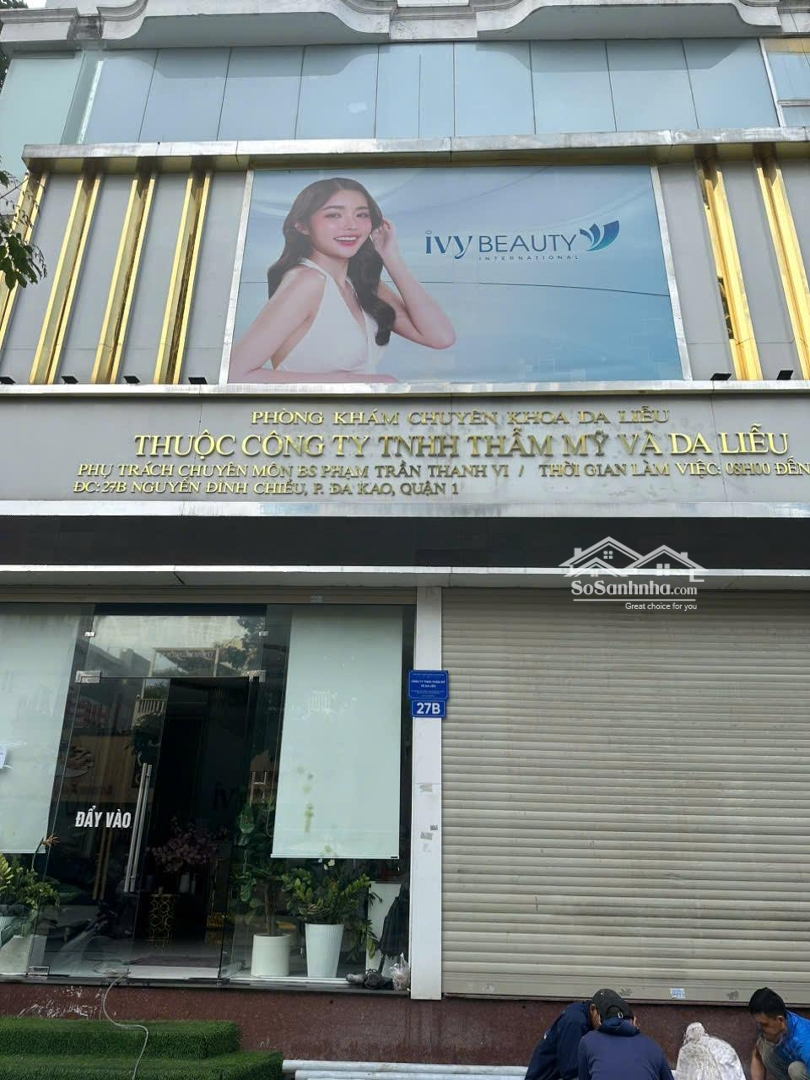 ivy BEAUTY
INTERNATIONAL
PHÒNG KHÁM CHUYÊN KHOA DA LIỄU
THUỘC CÔNG TY TNHH THẨM MỸ VÀ DA LIỄU
PHỤ TRÁCH CHUYÊN MÔN BS PHẠM TRẦN THANH VI / THỜI GIAN LÀM VIỆC: 08H00 ĐẾN
ĐC: 27B NGUYỄN ĐÌNH CHIỂU, P. ĐA KAO, QUẬN 1
SoSanhnha.com
Great choice for you
27B
ĐẨY VÀO